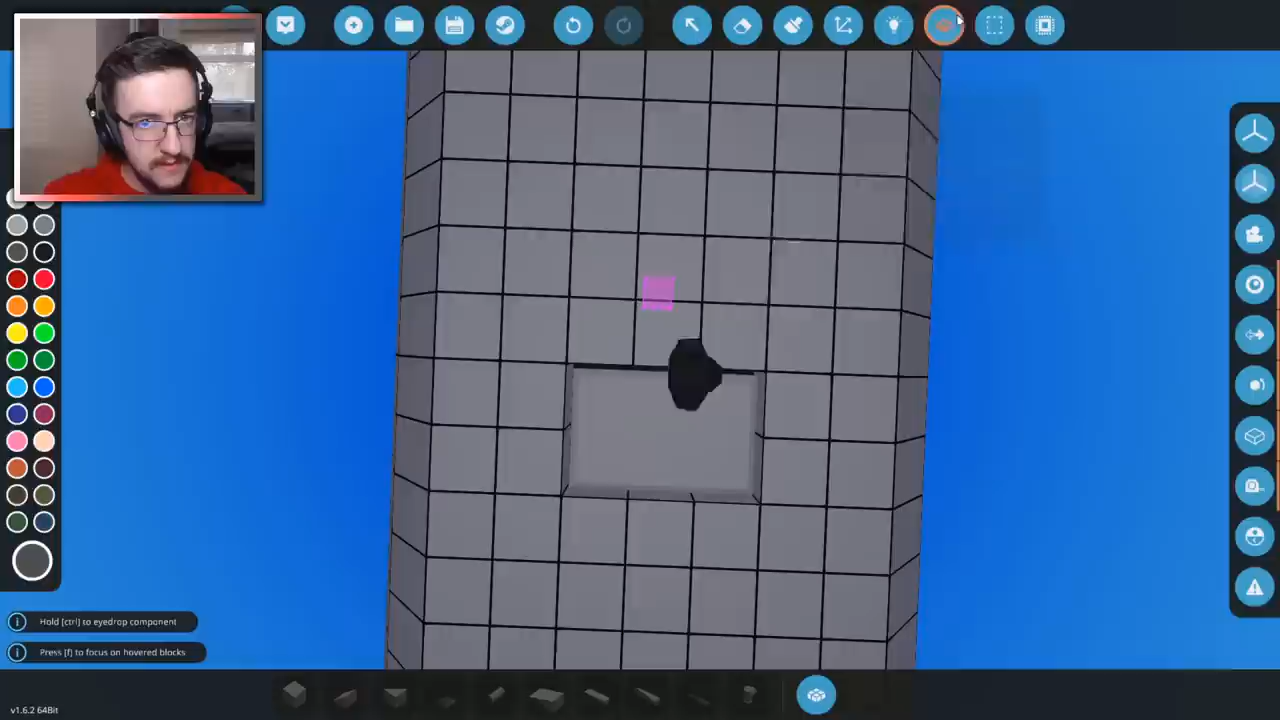 Hold [ctrl] to eyedrop component
Press [f] to focus on hovered blocks
v1.6.2 64Bit